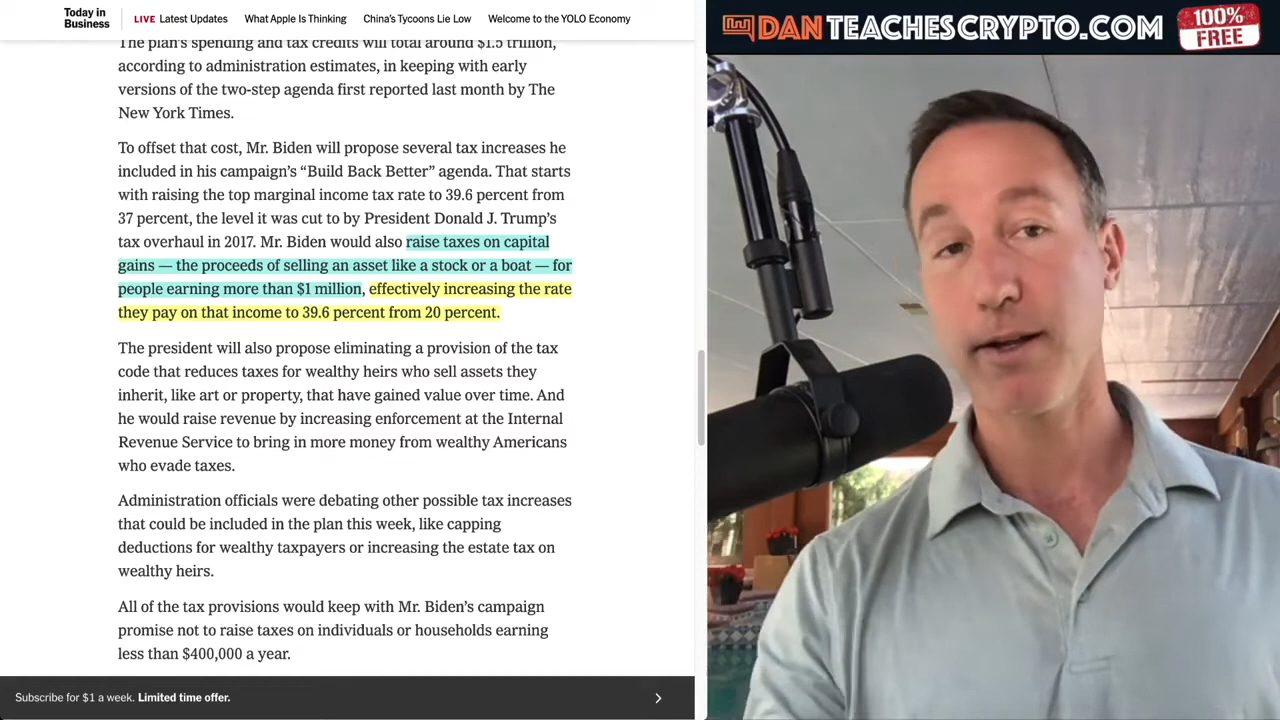 Today in
Business
LIVE Latest Updates What Apple Is Thinking China's Tycoons Lie Low Welcome to the YOLO Economy
The plan's spending and tax credits will total around $1.5 trillion,
according to administration estimates, in keeping with early
versions of the two-step agenda first reported last month by The
New York Times.
To offset that cost, Mr. Biden will propose several tax increases he
included in his campaign's “Build Back Better” agenda. That starts
with raising the top marginal income tax rate to 39.6 percent from
37 percent, the level it was cut to by President Donald J. Trump's
tax overhaul in 2017. Mr. Biden would also raise taxes on capital
gains — the proceeds of selling an asset like a stock or a boat — for
people earning more than $1 million, effectively increasing the rate
they pay on that income to 39.6 percent from 20 percent.
The president will also propose eliminating a provision of the tax
code that reduces taxes for wealthy heirs who sell assets they
inherit, like art or property, that have gained value over time. And
he would raise revenue by increasing enforcement at the Internal
Revenue Service to bring in more money from wealthy Americans
who evade taxes.
Administration officials were debating other possible tax increases
that could be included in the plan this week, like capping
deductions for wealthy taxpayers or increasing the estate tax on
wealthy heirs.
All of the tax provisions would keep with Mr. Biden's campaign
promise not to raise taxes on individuals or households earning
less than $400,000 a year.
Subscribe for $1 a week. Limited time offer.
DANTEACHESCRYPTO.COM
100%
FREE